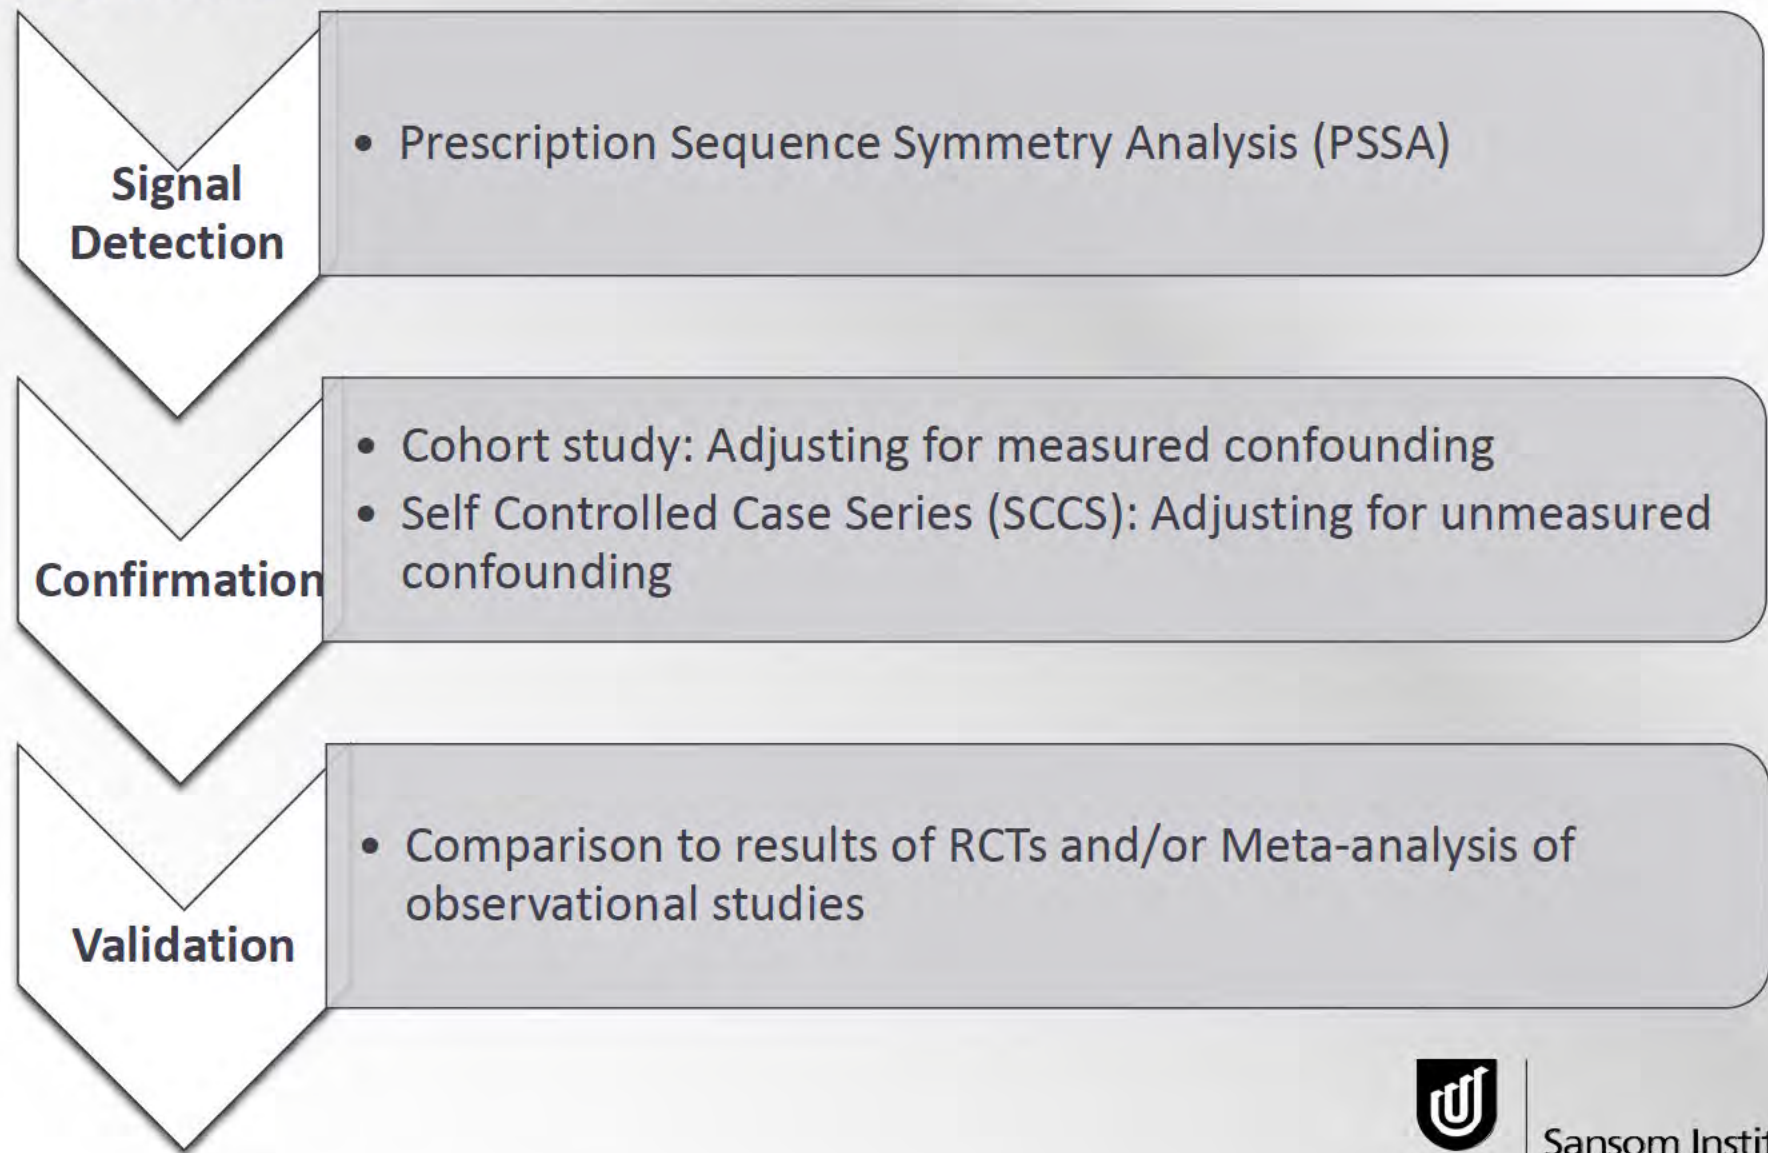 Signal
Detection
• Prescription Sequence Symmetry Analysis (PSSA)
Confirmation
• Cohort study: Adjusting for measured confounding
• Self Controlled Case Series (SCCS): Adjusting for unmeasured
confounding
Validation
• Comparison to results of RCTs and/or Meta-analysis of
observational studies
Sansom